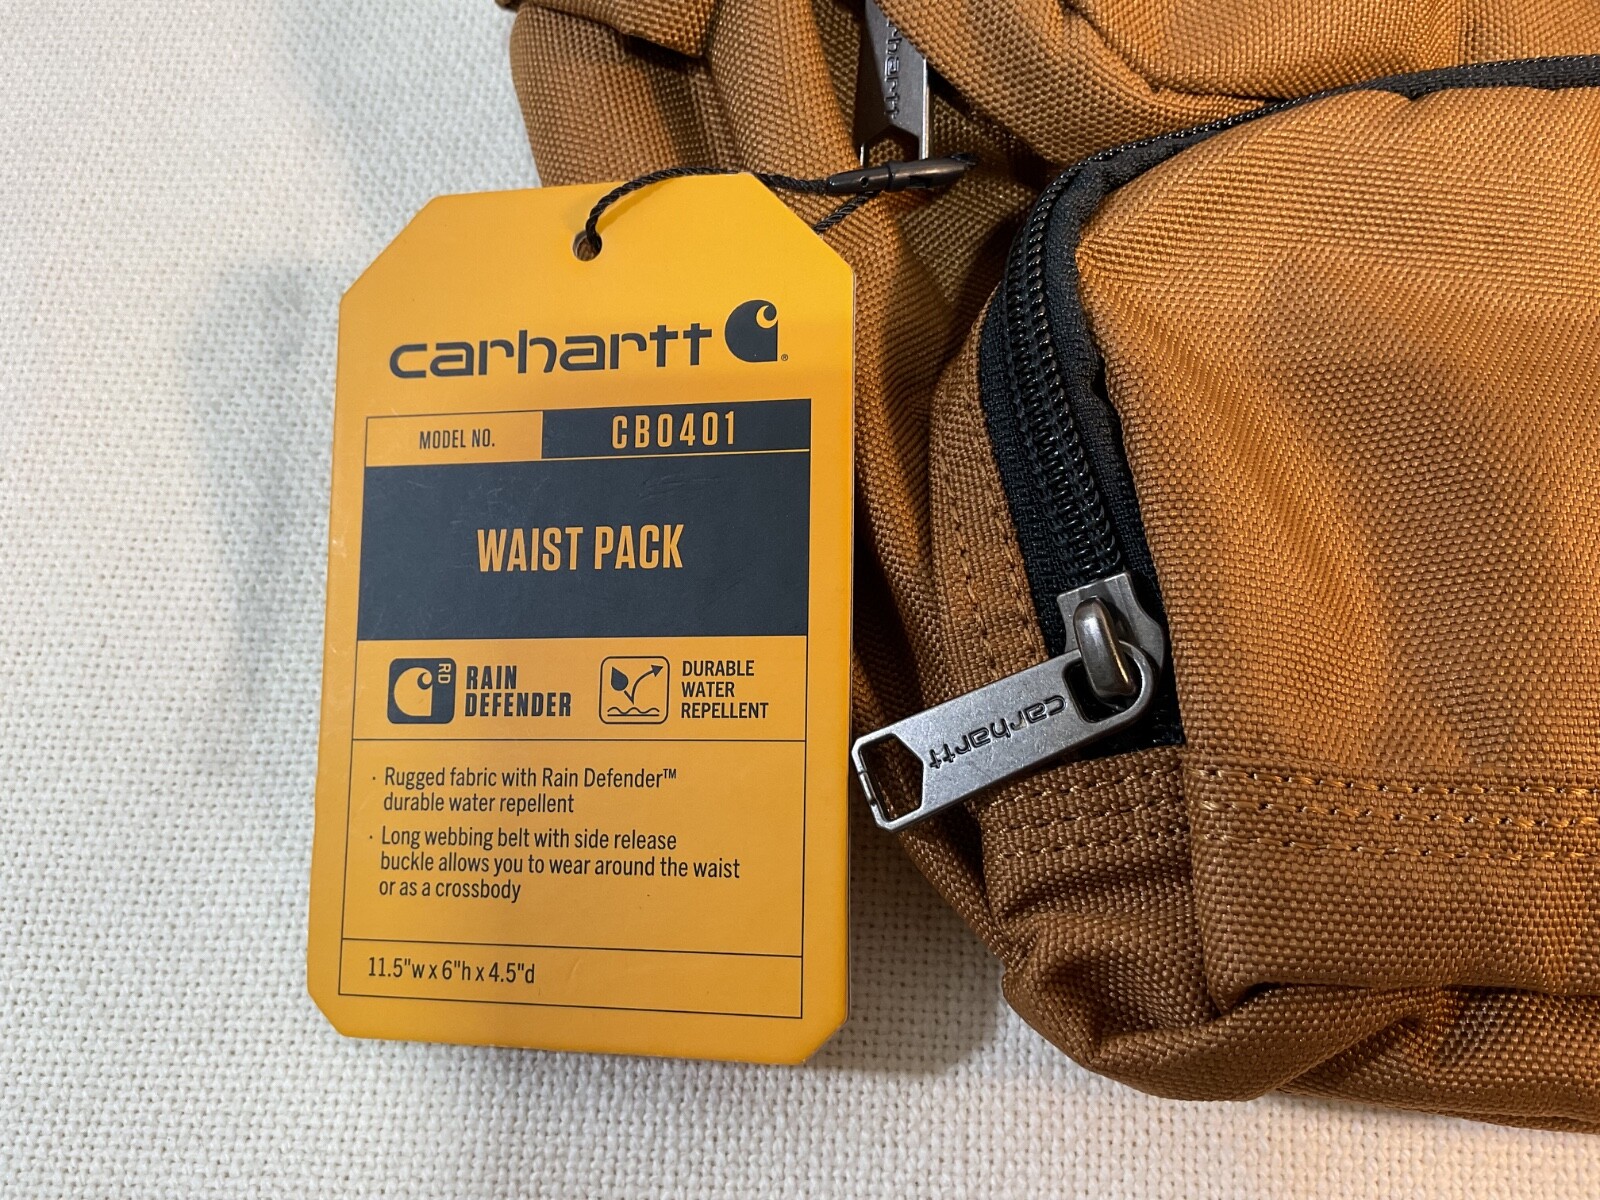 carhartt
carhartt
®
MODEL NO. CB0401
WAIST PACK
RD
RAIN
DEFENDER
DURABLE
WATER
REPELLENT
· Rugged fabric with Rain Defender™
durable water repellent
· Long webbing belt with side release
buckle allows you to wear around the waist
or as a crossbody
11.5"w x 6"h x 4.5"d
carhartt